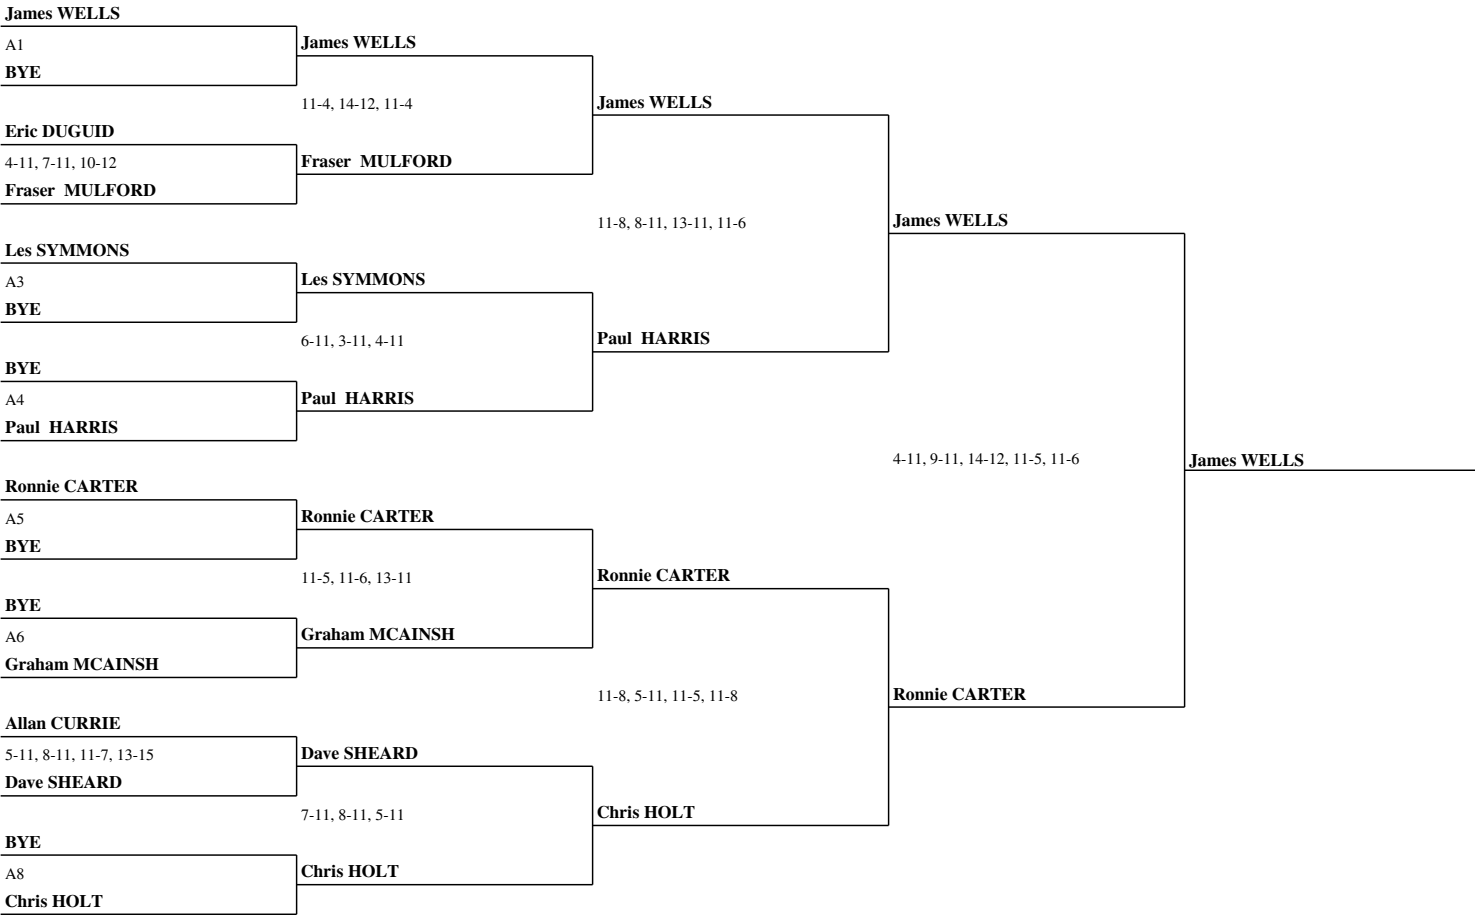 James WELLS
A1
BYE
Eric DUGUID
4-11, 7-11, 10-12
Fraser  MULFORD
Les SYMMONS
A3
BYE
BYE
A4
Paul  HARRIS
Ronnie CARTER
A5
BYE
BYE
A6
Graham MCAINSH
Allan CURRIE
5-11, 8-11, 11-7, 13-15
Dave SHEARD
BYE
A8
Chris HOLT
James WELLS
11-4, 14-12, 11-4
Fraser  MULFORD
Les SYMMONS
6-11, 3-11, 4-11
Paul  HARRIS
Ronnie CARTER
11-5, 11-6, 13-11
Graham MCAINSH
Dave SHEARD
7-11, 8-11, 5-11
Chris HOLT
James WELLS
11-8, 8-11, 13-11, 11-6
Paul  HARRIS
Ronnie CARTER
11-8, 5-11, 11-5, 11-8
Chris HOLT
James WELLS
4-11, 9-11, 14-12, 11-5, 11-6
Ronnie CARTER
James WELLS